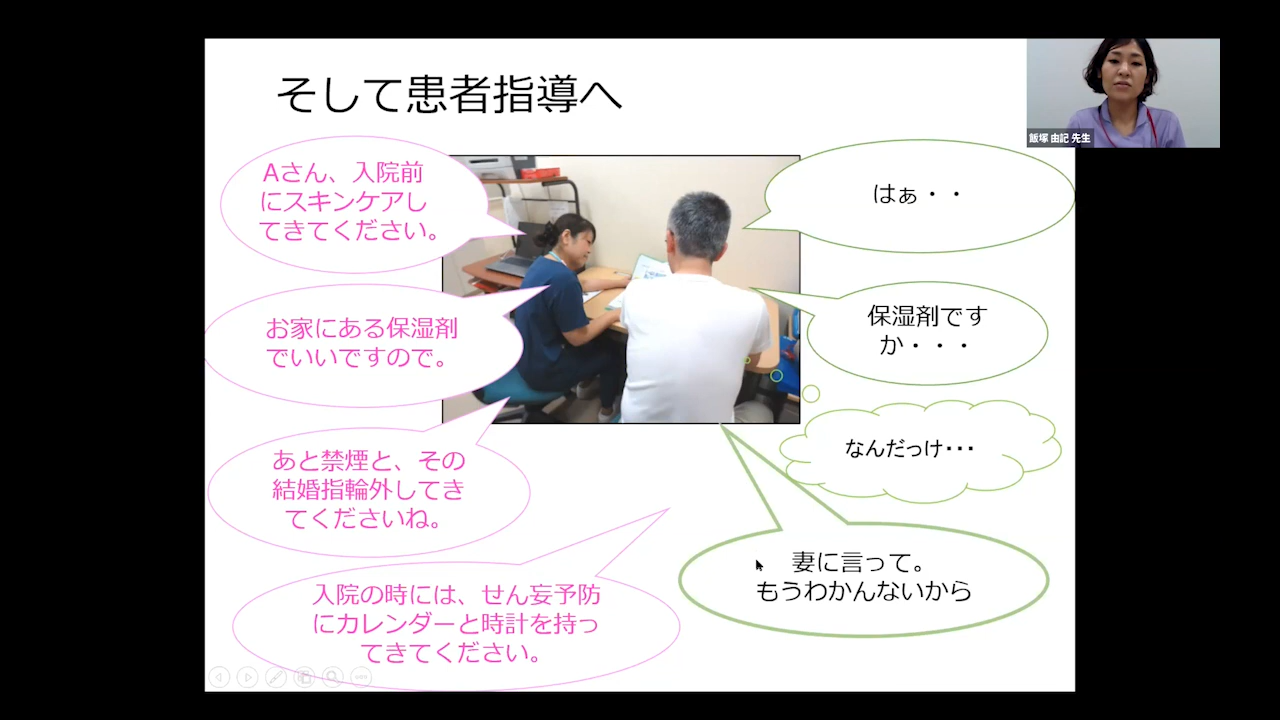 そして患者指導へ
飯塚 由記 先生
Aさん、入院前
にスキンケアし
てきてください。
はぁ・・
お家にある保湿剤
でいいですので。
保湿剤です
か・・・
あと禁煙と、その
結婚指輪外してき
てくださいね。
なんだっけ・・・
妻に言って。
もうわかんないから
入院の時には、せん妄予防
にカレンダーと時計を持っ
てきてください。